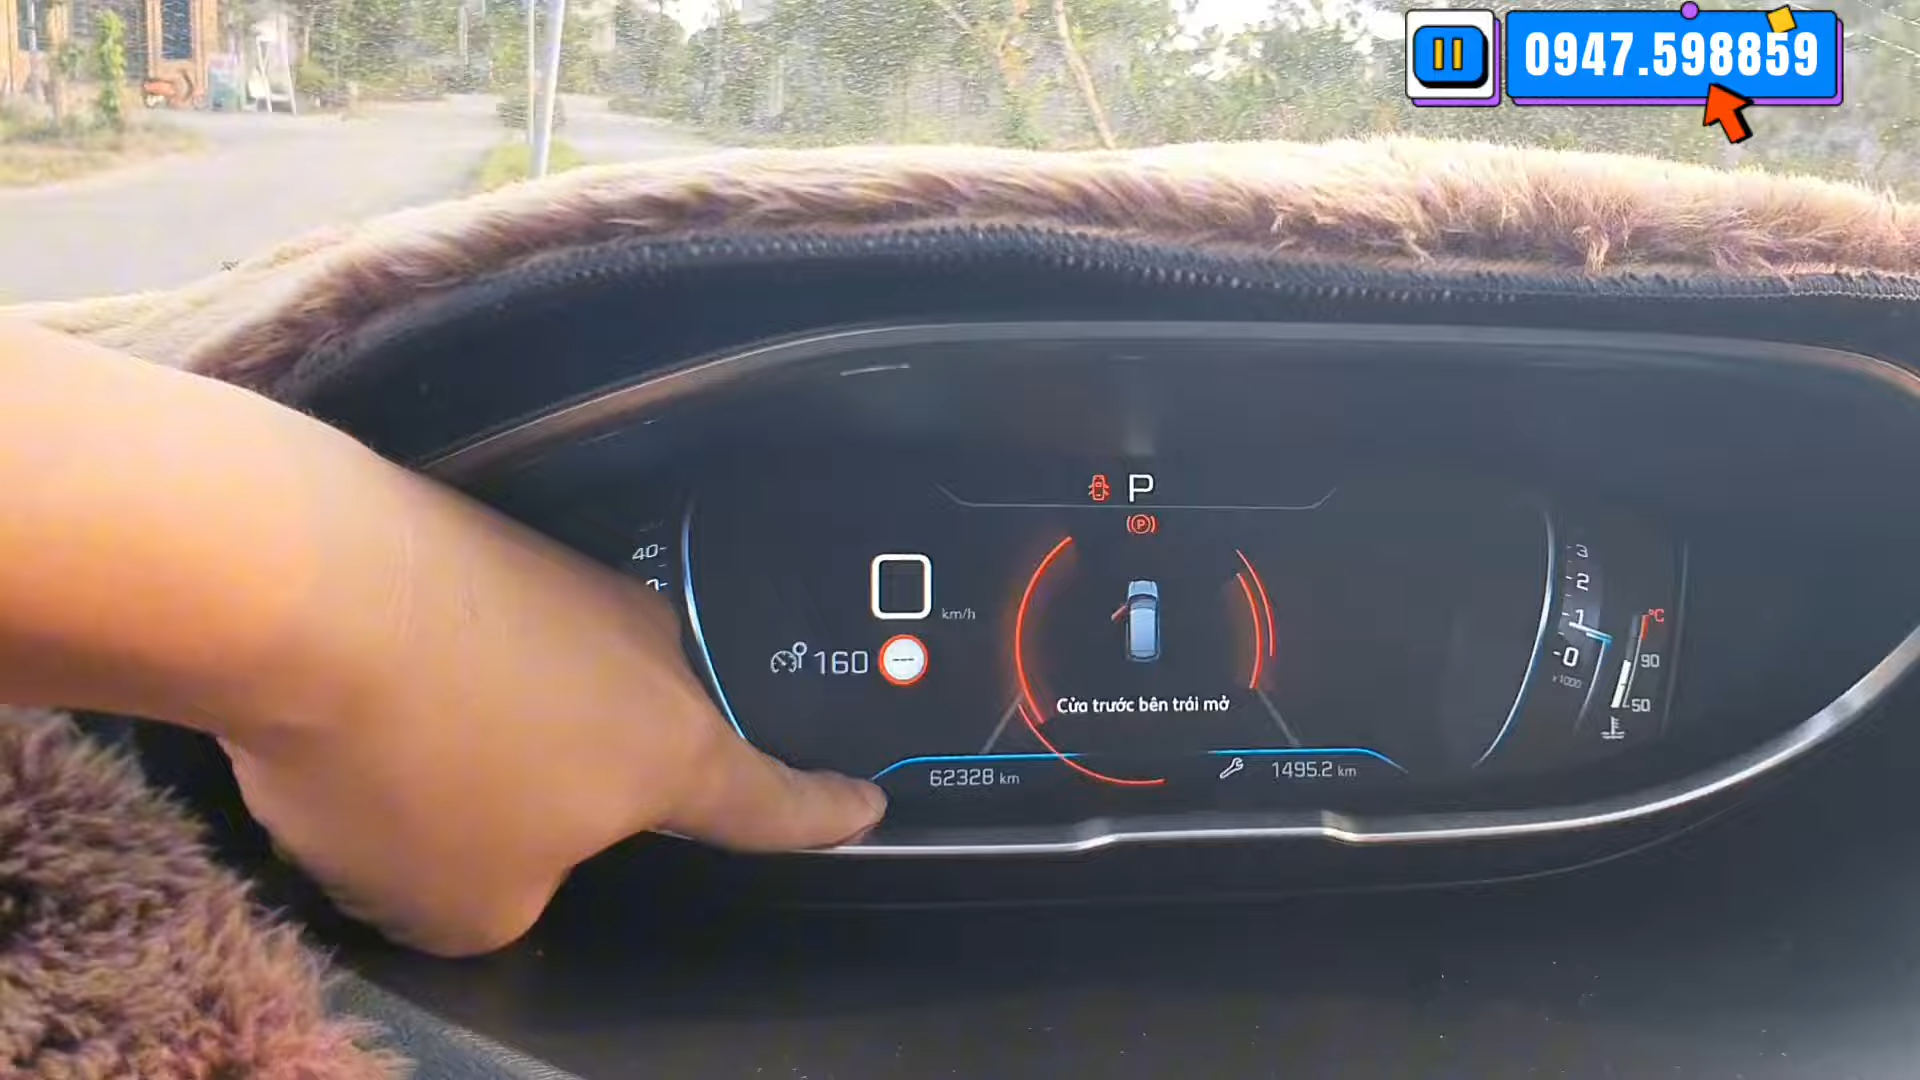 0947.598859
P
P
40-
0
km/h
160
---
Cửa trước bên trái mở
62328 km
1495.2 km
3
2
1
-0
x1000
°C
90
50